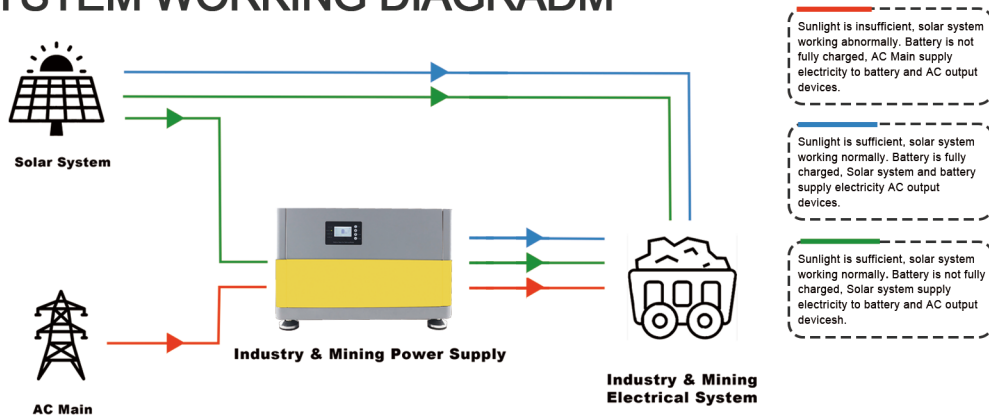 YSTEM WORKING DIAGRADM
Sunlight is insufficient, solar system
working abnormally. Battery is not
fully charged, AC Main supply
electricity to battery and AC output
devices.
Solar System
Sunlight is sufficient, solar system
working normally. Battery is fully
charged, Solar system and battery
supply electricity AC output
devices.
Sunlight is sufficient, solar system
working normally. Battery is not fully
charged, Solar system supply
electricity to battery and AC output
devicesh.
Industry & Mining Power Supply
Industry & Mining
Electrical System
AC Main